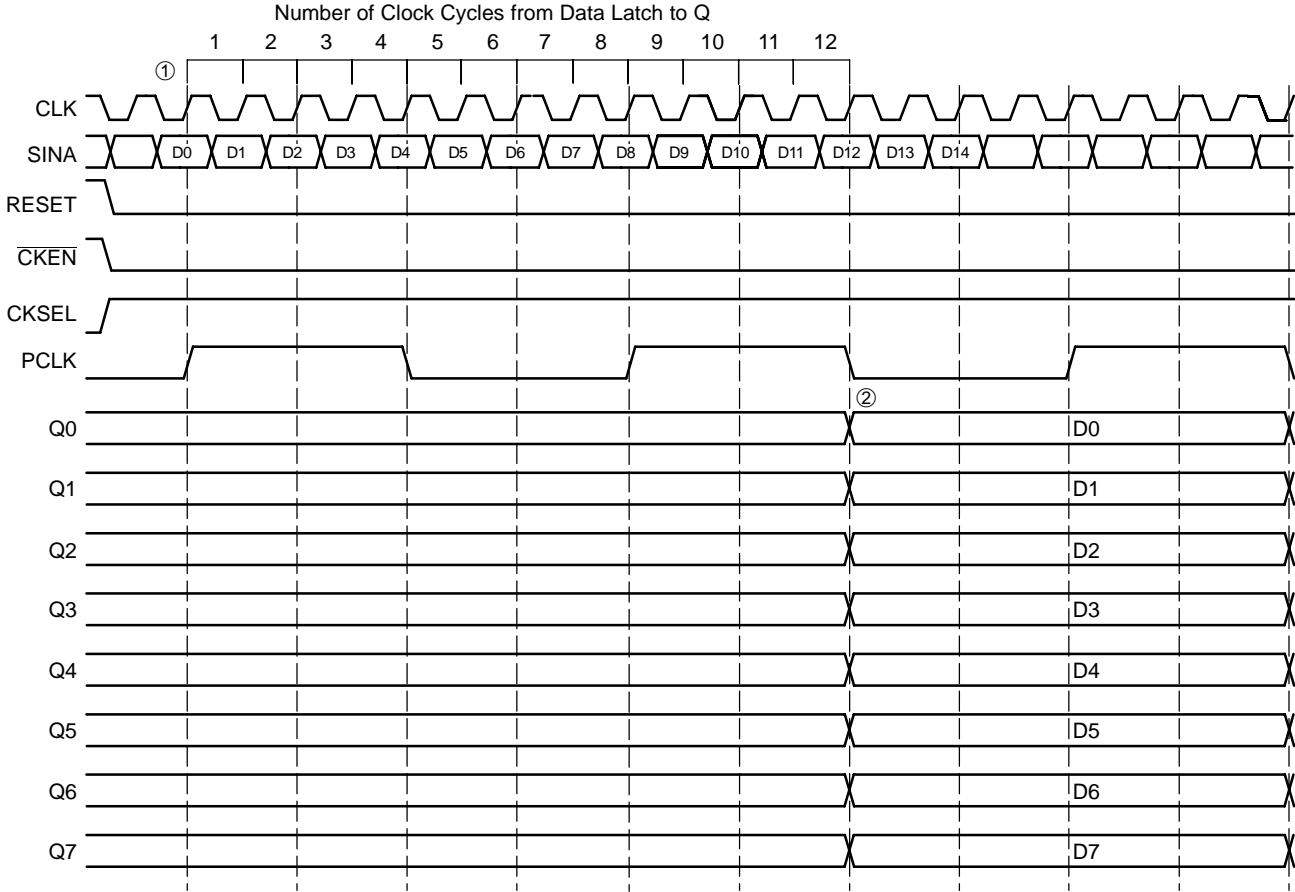 Number of Clock Cycles from Data Latch to Q
1 2 3 4 5 6 7 8 9 10 11 12
①
CLK
SINA D0 D1 D2 D3 D4 D5 D6 D7 D8 D9 D10 D11 D12 D13 D14
RESET
CKEN
CKSEL
PCLK
②
Q0 D0
Q1 D1
Q2 D2
Q3 D3
Q4 D4
Q5 D5
Q6 D6
Q7 D7